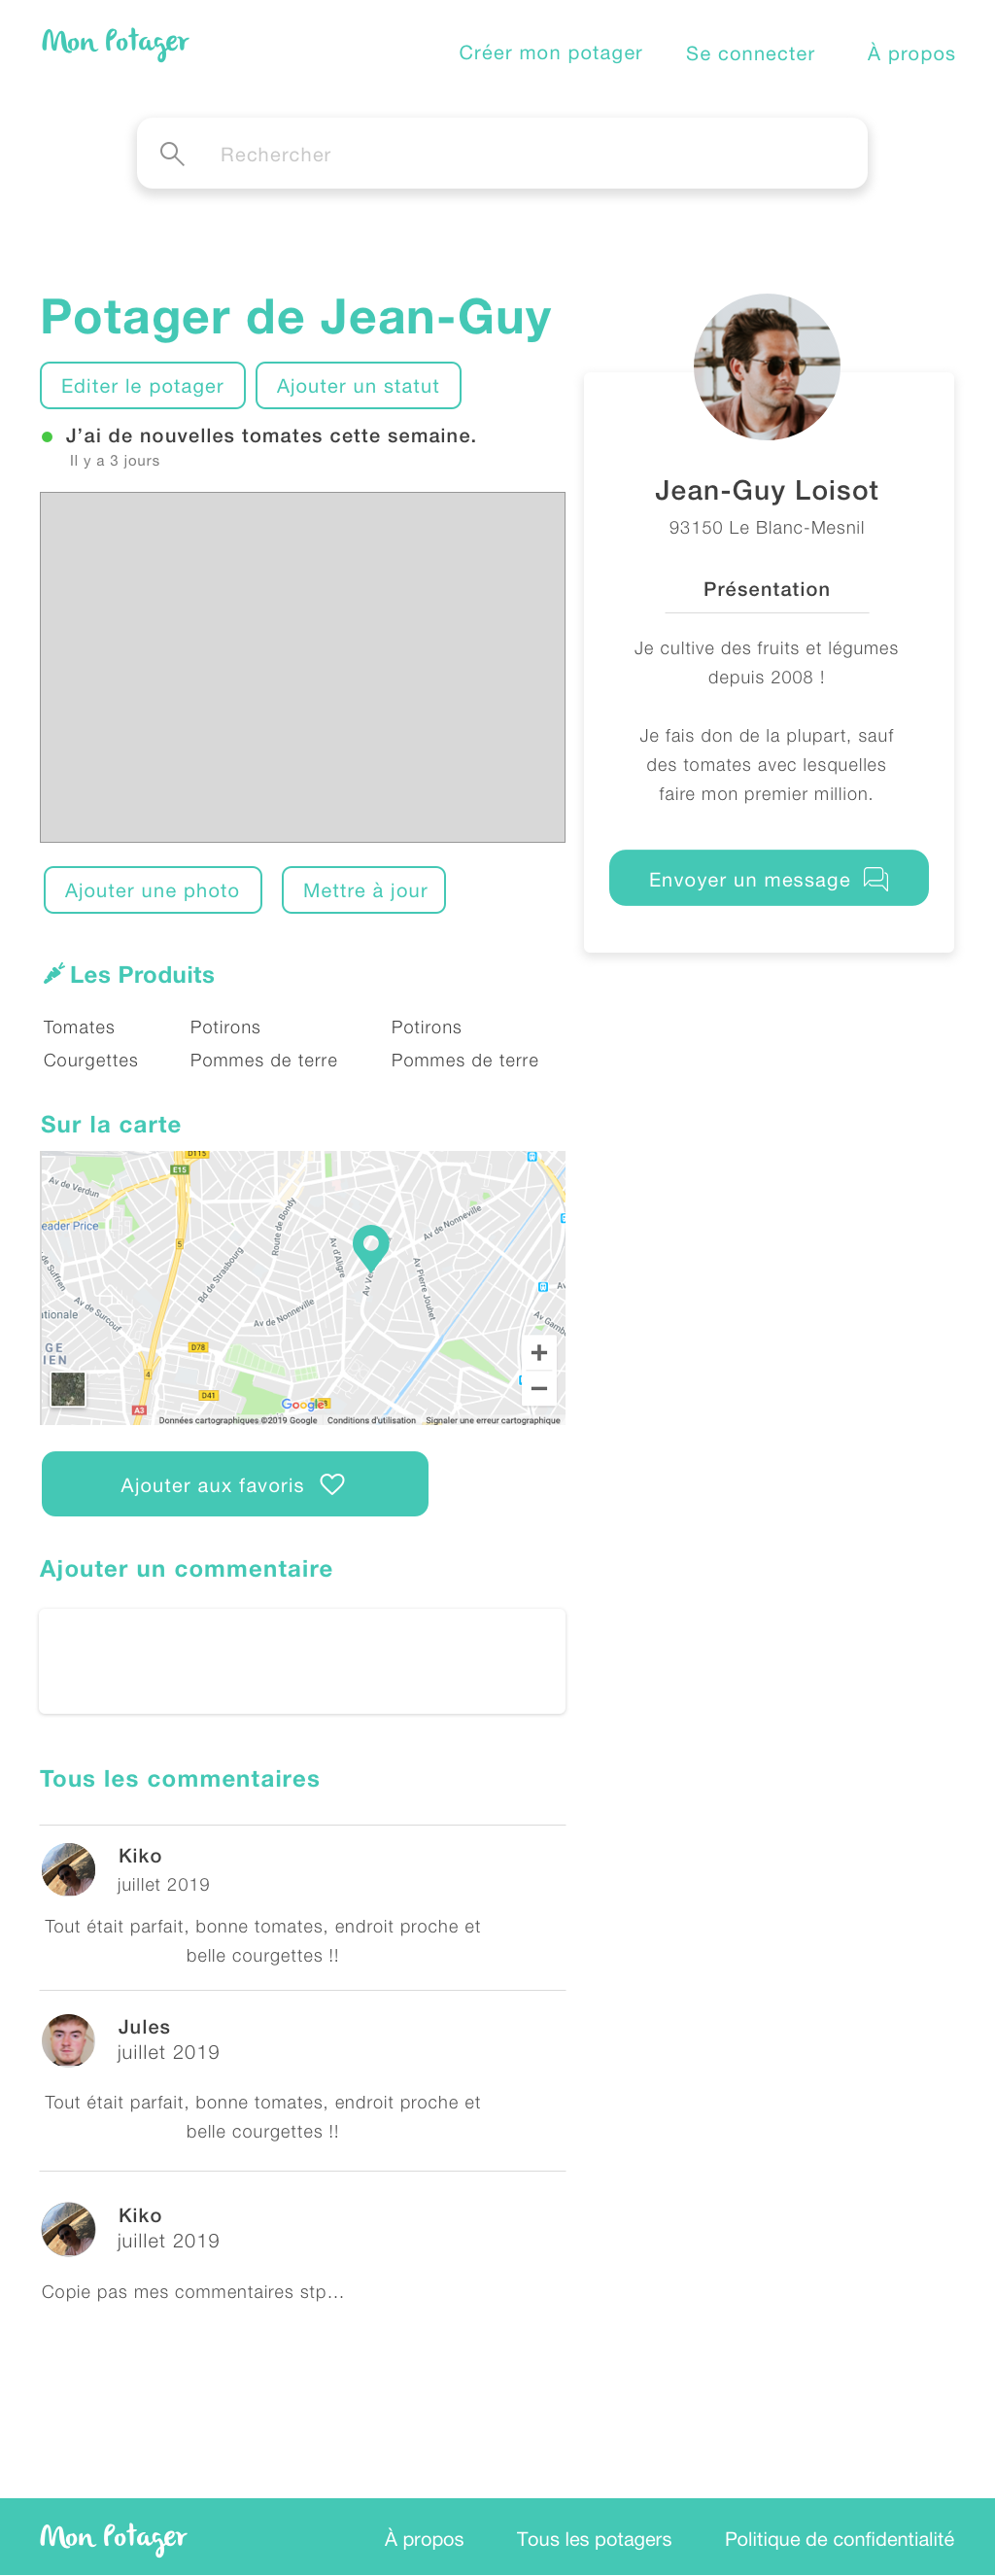 Mon Potager
Créer mon potager
Se connecter
À propos
Rechercher
Potager de Jean-Guy
Editer le potager
Ajouter un statut
J’ai de nouvelles tomates cette semaine.
Il y a 3 jours
Ajouter une photo
Mettre à jour
Jean-Guy Loisot
93150 Le Blanc-Mesnil
Présentation
Je cultive des fruits et légumes
depuis 2008 !
Je fais don de la plupart, sauf
des tomates avec lesquelles
faire mon premier million.
Envoyer un message
Les Produits
Tomates Potirons Potirons
Courgettes Pommes de terre Pommes de terre
Sur la carte
D115
E15
Av de Verdun
eader Price
5
Route de Bondy
Av de Nonneville
Av d'Aligre
Av Pierre Jouhet
Bd de Strasbourg
de Suffren
Av de Surcouf
Av de Nonneville
ationale
D78
GE
IEN
4
D41
A3
Google
Données cartographiques ©2019 Google
Conditions d'utilisation
Signaler une erreur cartographique
Ajouter aux favoris
Ajouter un commentaire
Tous les commentaires
Kiko
juillet 2019
Tout était parfait, bonne tomates, endroit proche et
belle courgettes !!
Jules
juillet 2019
Tout était parfait, bonne tomates, endroit proche et
belle courgettes !!
Kiko
juillet 2019
Copie pas mes commentaires stp...
Mon Potager
À propos
Tous les potagers
Politique de confidentialité